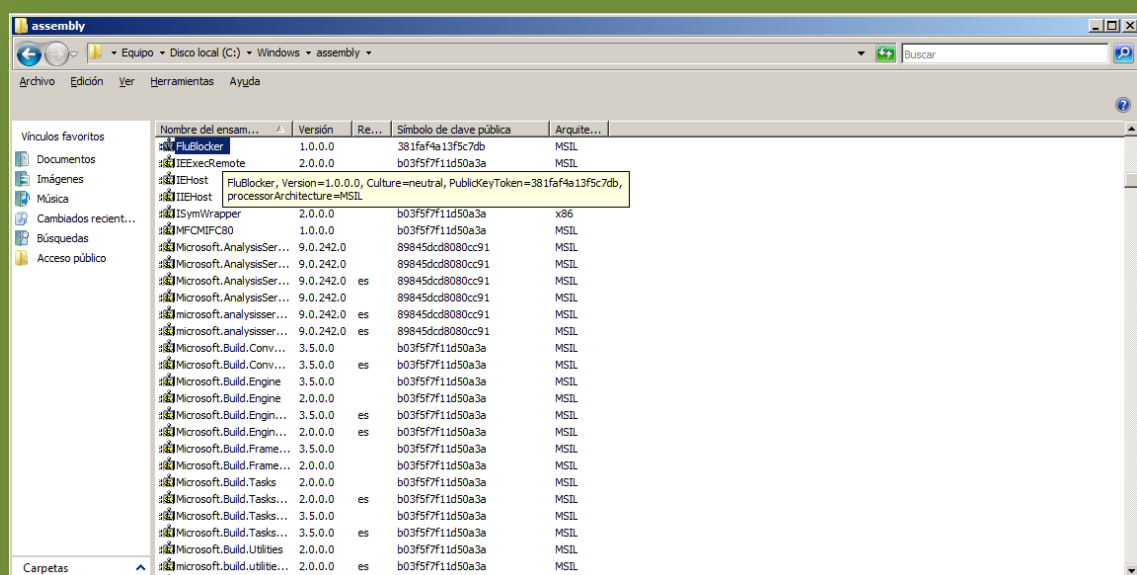 assembly
Equipo Disco local (C:) Windows assembly
Buscar
Archivo Edición Ver Herramientas Ayuda
Vínculos favoritos
Documentos
Imágenes
Música
Cambiados recient...
Búsquedas
Acceso público
Carpetas
Nombre del ensam... Versión Re... Símbolo de clave pública Arquite...
FluBlocker 1.0.0.0 381faf4a13f5c7db MSIL
IEExecRemote 2.0.0.0 b03f5f7f11d50a3a MSIL
IEHost
IIEHost
FluBlocker, Version=1.0.0.0, Culture=neutral, PublicKeyToken=381faf4a13f5c7db,
processorArchitecture=MSIL
ISymWrapper 2.0.0.0 b03f5f7f11d50a3a x86
MFCMIFC80 1.0.0.0 b03f5f7f11d50a3a MSIL
Microsoft.AnalysisSer... 9.0.242.0 89845dcd8080cc91 MSIL
Microsoft.AnalysisSer... 9.0.242.0 89845dcd8080cc91 MSIL
Microsoft.AnalysisSer... 9.0.242.0 es 89845dcd8080cc91 MSIL
Microsoft.AnalysisSer... 9.0.242.0 89845dcd8080cc91 MSIL
microsoft.analysisser... 9.0.242.0 es 89845dcd8080cc91 MSIL
microsoft.analysisser... 9.0.242.0 es 89845dcd8080cc91 MSIL
Microsoft.Build.Conv... 3.5.0.0 b03f5f7f11d50a3a MSIL
Microsoft.Build.Conv... 3.5.0.0 es b03f5f7f11d50a3a MSIL
Microsoft.Build.Engine 3.5.0.0 b03f5f7f11d50a3a MSIL
Microsoft.Build.Engine 2.0.0.0 b03f5f7f11d50a3a MSIL
Microsoft.Build.Engin... 3.5.0.0 es b03f5f7f11d50a3a MSIL
Microsoft.Build.Engin... 2.0.0.0 es b03f5f7f11d50a3a MSIL
Microsoft.Build.Frame... 3.5.0.0 b03f5f7f11d50a3a MSIL
Microsoft.Build.Frame... 2.0.0.0 b03f5f7f11d50a3a MSIL
Microsoft.Build.Tasks 2.0.0.0 b03f5f7f11d50a3a MSIL
Microsoft.Build.Tasks... 2.0.0.0 es b03f5f7f11d50a3a MSIL
Microsoft.Build.Tasks... 3.5.0.0 b03f5f7f11d50a3a MSIL
Microsoft.Build.Tasks... 3.5.0.0 es b03f5f7f11d50a3a MSIL
Microsoft.Build.Utilities 2.0.0.0 b03f5f7f11d50a3a MSIL
microsoft.build.utilitie... 2.0.0.0 es b03f5f7f11d50a3a MSIL